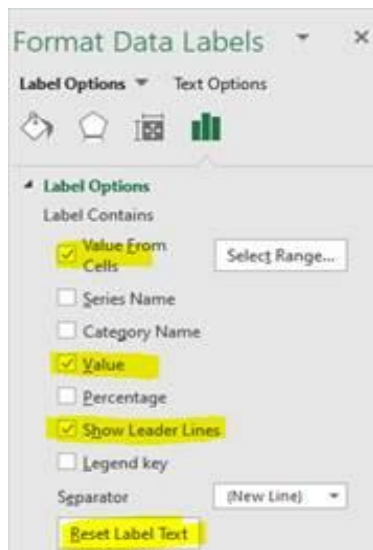 Format Data Labels
Label Options Text Options
Label Options
Label Contains
Value From
Cells
Select Range...
Series Name
Category Name
Value
Percentage
Show Leader Lines
Legend key
Separator (New Line)
Reset Label Text